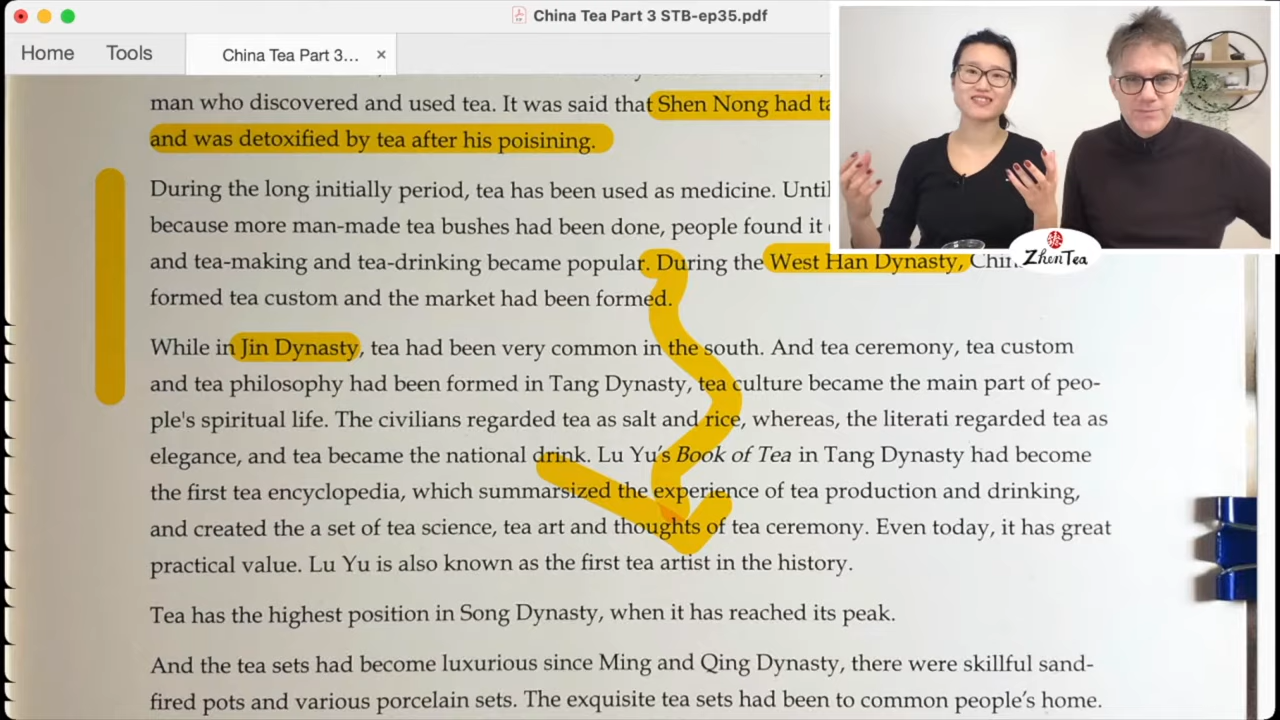 China Tea Part 3 STB-ep35.pdf
Home Tools China Tea Part 3... ×
man who discovered and used tea. It was said that Shen Nong had
and was detoxified by tea after his poisining.
During the long initially period, tea has been used as medicine. Until
because more man-made tea bushes had been done, people found it
and tea-making and tea-drinking became popular. During the West Han Dynasty,
formed tea custom and the market had been formed.
While in Jin Dynasty, tea had been very common in the south. And tea ceremony, tea custom
and tea philosophy had been formed in Tang Dynasty, tea culture became the main part of peo-
ple's spiritual life. The civilians regarded tea as salt and rice, whereas, the literati regarded tea as
elegance, and tea became the national drink. Lu Yu's Book of Tea in Tang Dynasty had become
the first tea encyclopedia, which summarsized the experience of tea production and drinking,
and created the a set of tea science, tea art and thoughts of tea ceremony. Even today, it has great
practical value. Lu Yu is also known as the first tea artist in the history.
Tea has the highest position in Song Dynasty, when it has reached its peak.
And the tea sets had become luxurious since Ming and Qing Dynasty, there were skillful sand-
fired pots and various porcelain sets. The exquisite tea sets had been to common people's home.
ZhenTea